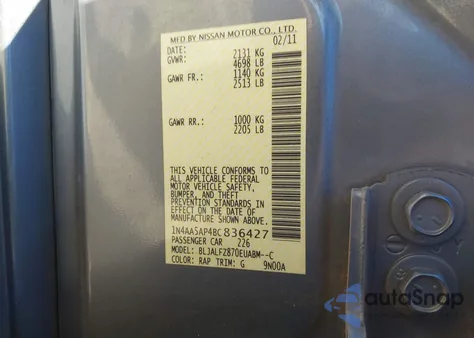 MFD BY NISSAN MOTOR CO., LTD.
DATE: 02/11
GVWR: 2131 KG
4698 LB
GAWR FR.: 1140 KG
2513 LB
GAWR RR.: 1000 KG
2205 LB
THIS VEHICLE CONFORMS TO
ALL APPLICABLE FEDERAL
MOTOR VEHICLE SAFETY,
BUMPER, AND THEFT
PREVENTION STANDARDS IN
EFFECT ON THE DATE OF
MANUFACTURE SHOWN ABOVE.
1N4AA5AP4BC836427
PASSENGER CAR 226
MODEL: BLJALFZ870EUABM--C
COLOR: RAP TRIM: G 9N00A
autoSnap